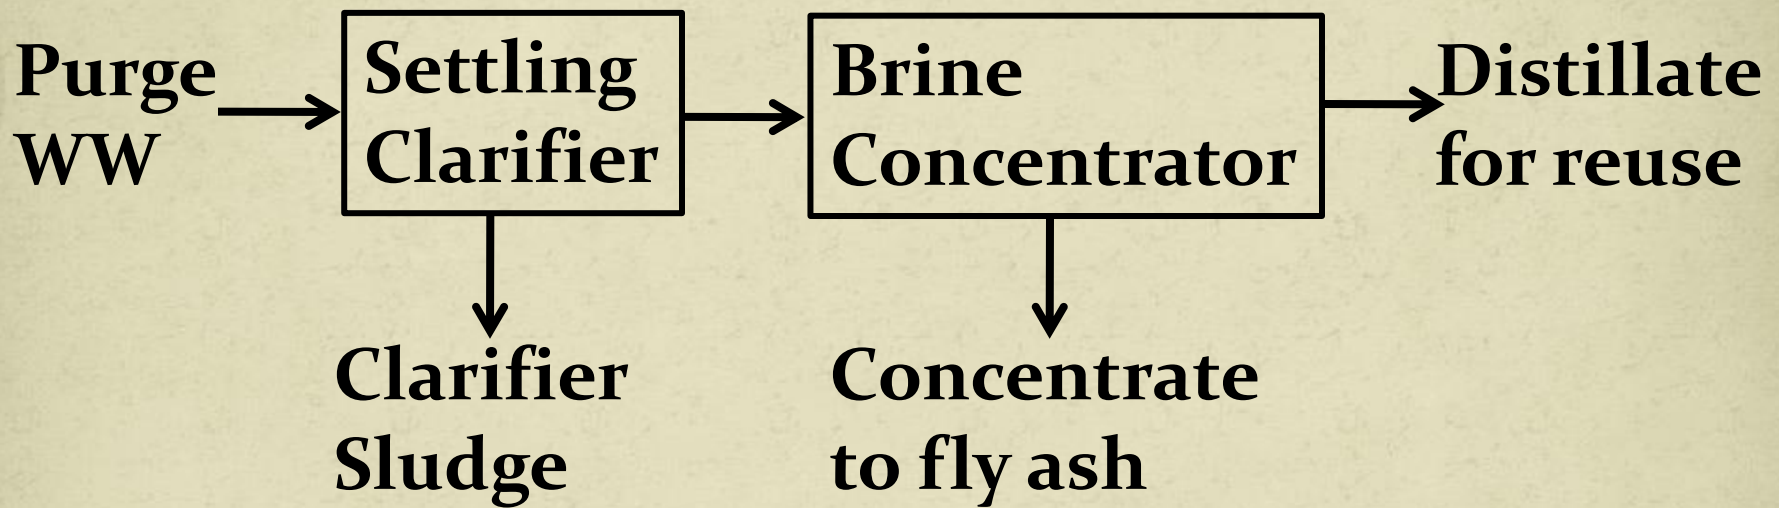 Purge
WW
Settling
Clarifier
Brine
Concentrator
Distillate
for reuse
Clarifier
Sludge
Concentrate
to fly ash